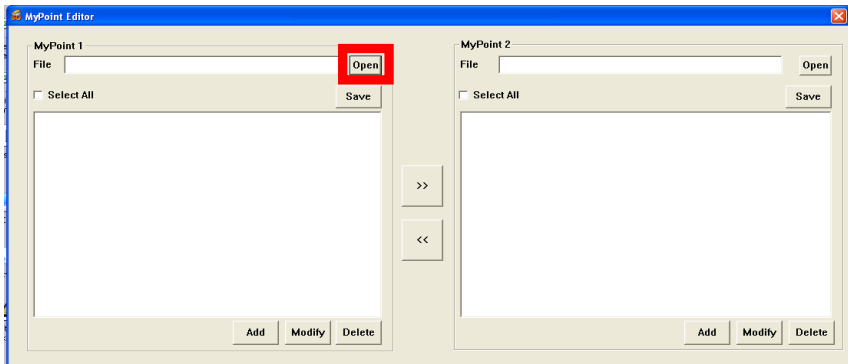 MyPoint Editor
MyPoint 1
File Open
Select All Save
Add Modify Delete
>>
<<
MyPoint 2
File Open
Select All Save
Add Modify Delete